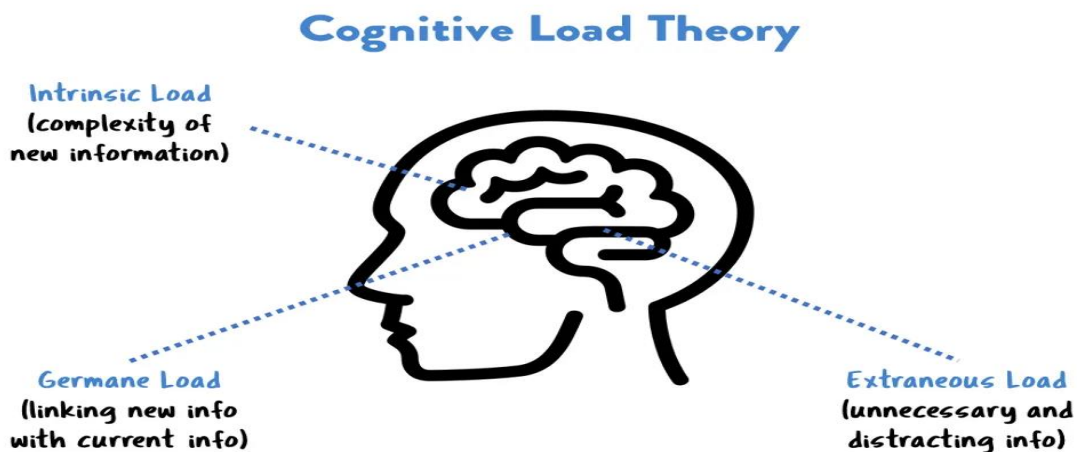 Cognitive Load Theory
Intrinsic Load
(complexity of
new information)
Germane Load
(linking new info
with current info)
Extraneous Load
(unnecessary and
distracting info)